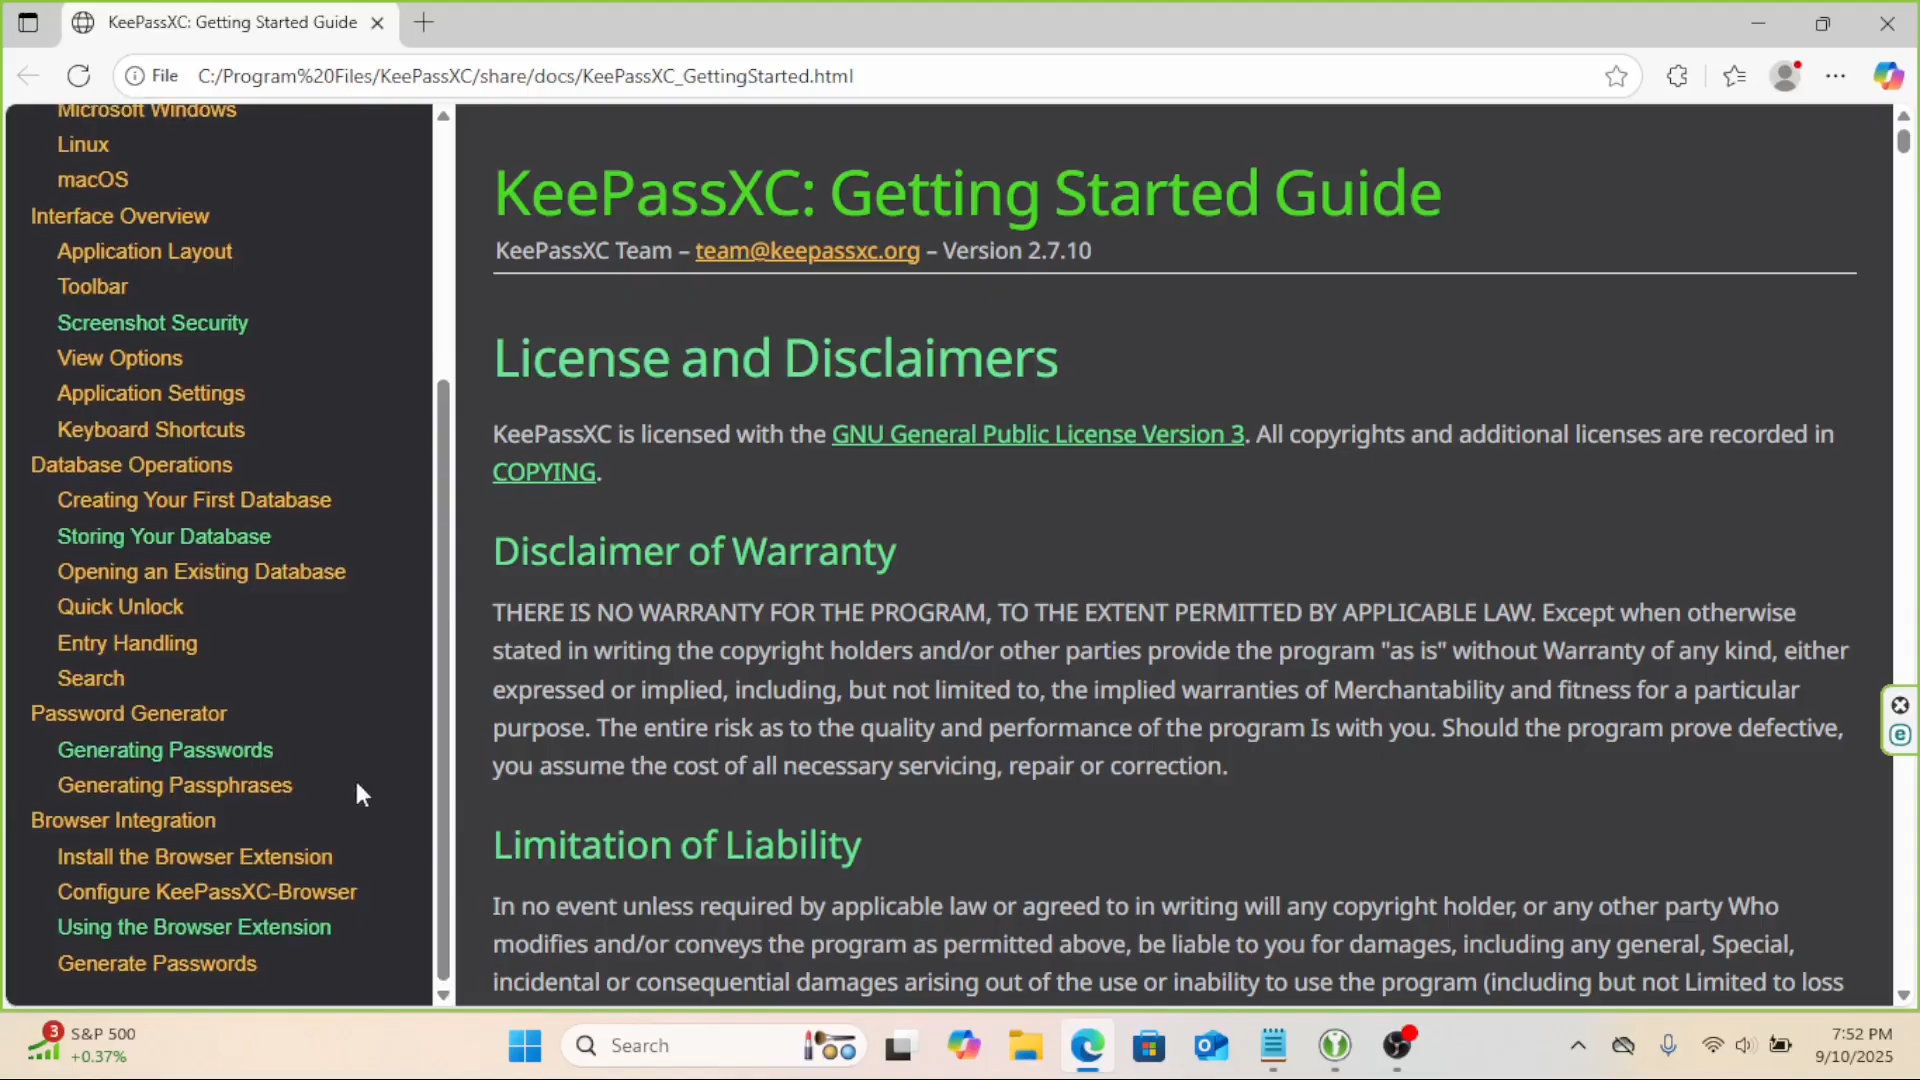 KeePassXC: Getting Started Guide
File C:/Program%20Files/KeePassXC/share/docs/KeePassXC_GettingStarted.html
Microsoft Windows
Linux
macOS
Interface Overview
Application Layout
Toolbar
Screenshot Security
View Options
Application Settings
Keyboard Shortcuts
Database Operations
Creating Your First Database
Storing Your Database
Opening an Existing Database
Quick Unlock
Entry Handling
Search
Password Generator
Generating Passwords
Generating Passphrases
Browser Integration
Install the Browser Extension
Configure KeePassXC-Browser
Using the Browser Extension
Generate Passwords
KeePassXC: Getting Started Guide
KeePassXC Team – team@keepassxc.org – Version 2.7.10
License and Disclaimers
KeePassXC is licensed with the GNU General Public License Version 3. All copyrights and additional licenses are recorded in
COPYING.
Disclaimer of Warranty
THERE IS NO WARRANTY FOR THE PROGRAM, TO THE EXTENT PERMITTED BY APPLICABLE LAW. Except when otherwise
stated in writing the copyright holders and/or other parties provide the program "as is" without Warranty of any kind, either
expressed or implied, including, but not limited to, the implied warranties of Merchantability and fitness for a particular
purpose. The entire risk as to the quality and performance of the program Is with you. Should the program prove defective,
you assume the cost of all necessary servicing, repair or correction.
Limitation of Liability
In no event unless required by applicable law or agreed to in writing will any copyright holder, or any other party Who
modifies and/or conveys the program as permitted above, be liable to you for damages, including any general, Special,
incidental or consequential damages arising out of the use or inability to use the program (including but not Limited to loss
3
S&P 500
+0.37%
Search
7:52 PM
9/10/2025